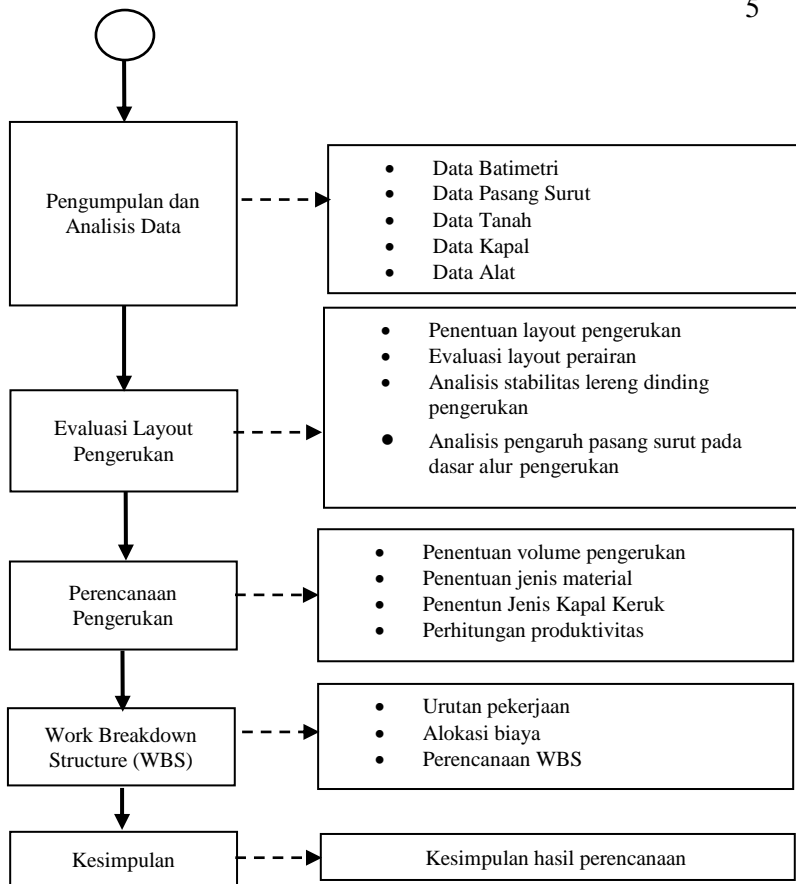 5
Pengumpulan dan
Analisis Data
• Data Batimetri
• Data Pasang Surut
• Data Tanah
• Data Kapal
• Data Alat
Evaluasi Layout
Pengerukan
• Penentuan layout pengerukan
• Evaluasi layout perairan
• Analisis stabilitas lereng dinding
pengerukan
• Analisis pengaruh pasang surut pada
dasar alur pengerukan
Perencanaan
Pengerukan
• Penentuan volume pengerukan
• Penentuan jenis material
• Penentun Jenis Kapal Keruk
• Perhitungan produktivitas
Work Breakdown
Structure (WBS)
• Urutan pekerjaan
• Alokasi biaya
• Perencanaan WBS
Kesimpulan
Kesimpulan hasil perencanaan